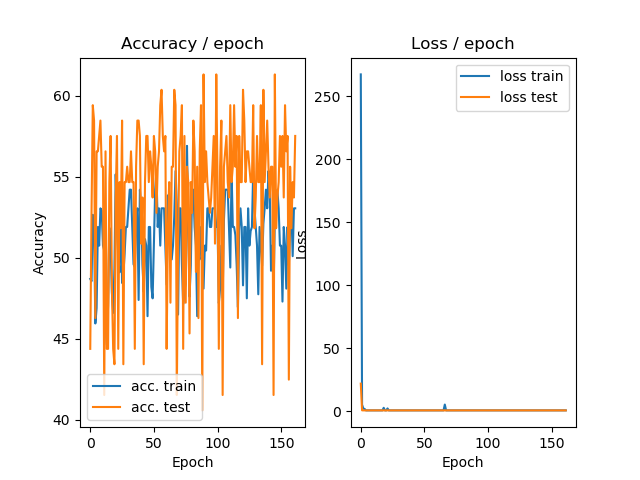 Accuracy / epoch
Accuracy
60
55
50
45
40
acc. train
acc. test
0
50
100
150
Epoch
Loss / epoch
Loss
250
200
150
100
50
0
loss train
loss test
0
50
100
150
Epoch